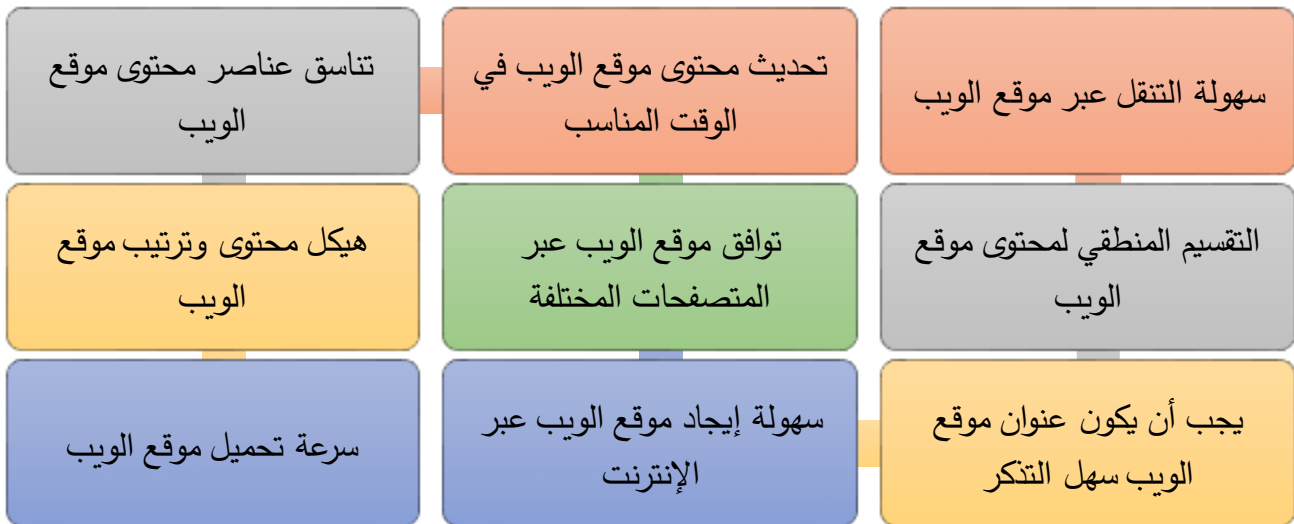 سهولة التنقل عبر موقع الويب
التقسيم المنطقي لمحتوى موقع
الويب
يجب أن يكون عنوان موقع
الويب سهل التذكر
سهولة إيجاد موقع الويب عبر
الإنترنت
توافق موقع الويب عبر
المتصفحات المختلفة
تحديث محتوى موقع الويب في
الوقت المناسب
تناسق عناصر محتوى موقع
الويب
هيكل محتوى وترتيب موقع
الويب
سرعة تحميل موقع الويب